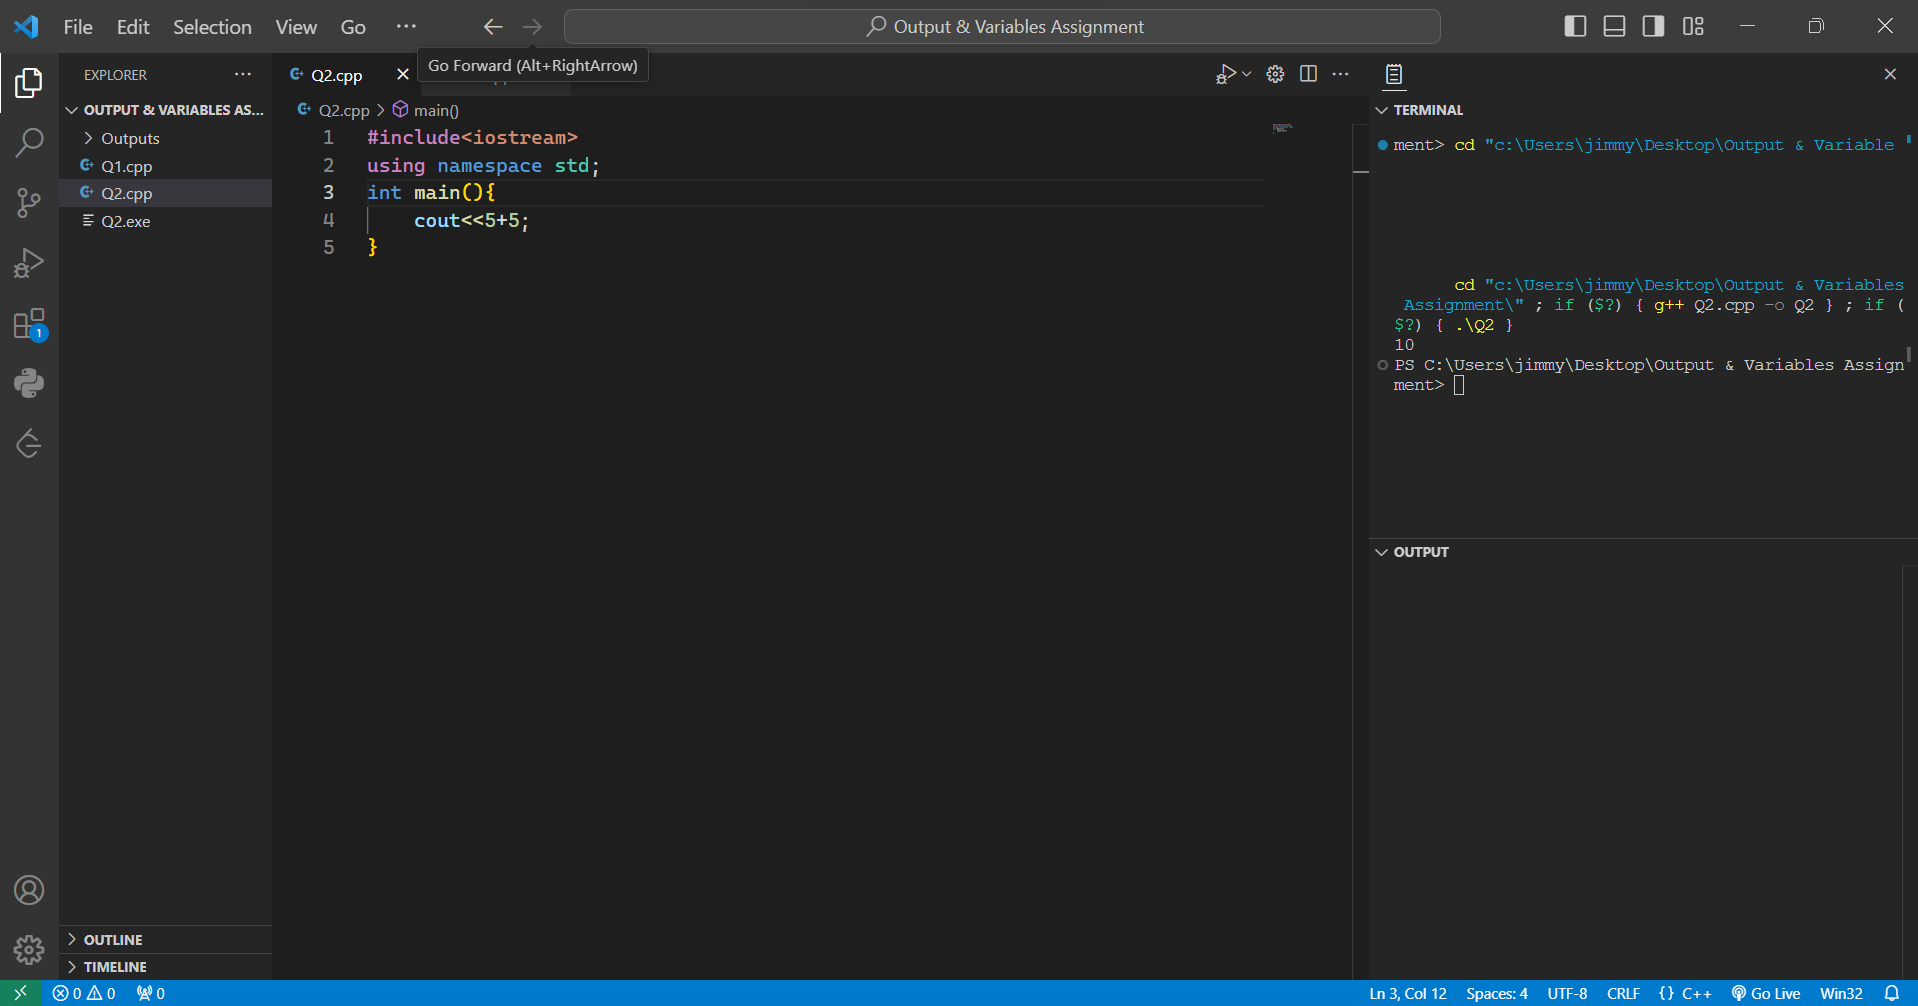 File Edit Selection View Go ···
Output & Variables Assignment
EXPLORER
OUTPUT & VARIABLES AS...
Outputs
Q1.cpp
Q2.cpp
Q2.exe
OUTLINE
TIMELINE
1
Q2.cpp
Go Forward (Alt+RightArrow)
Q2.cpp > main()
1 #include<iostream>
2 using namespace std;
3 int main(){
4 cout<<5+5;
5 }
TERMINAL
ment> cd "c:\Users\jimmy\Desktop\Output & Variable
cd "c:\Users\jimmy\Desktop\Output & Variables
Assignment\" ; if ($?) { g++ Q2.cpp -o Q2 } ; if (
$?) { .\Q2 }
10
PS C:\Users\jimmy\Desktop\Output & Variables Assign
ment>
OUTPUT
0 0 0
Ln 3, Col 12 Spaces: 4 UTF-8 CRLF {} C++ Go Live Win32